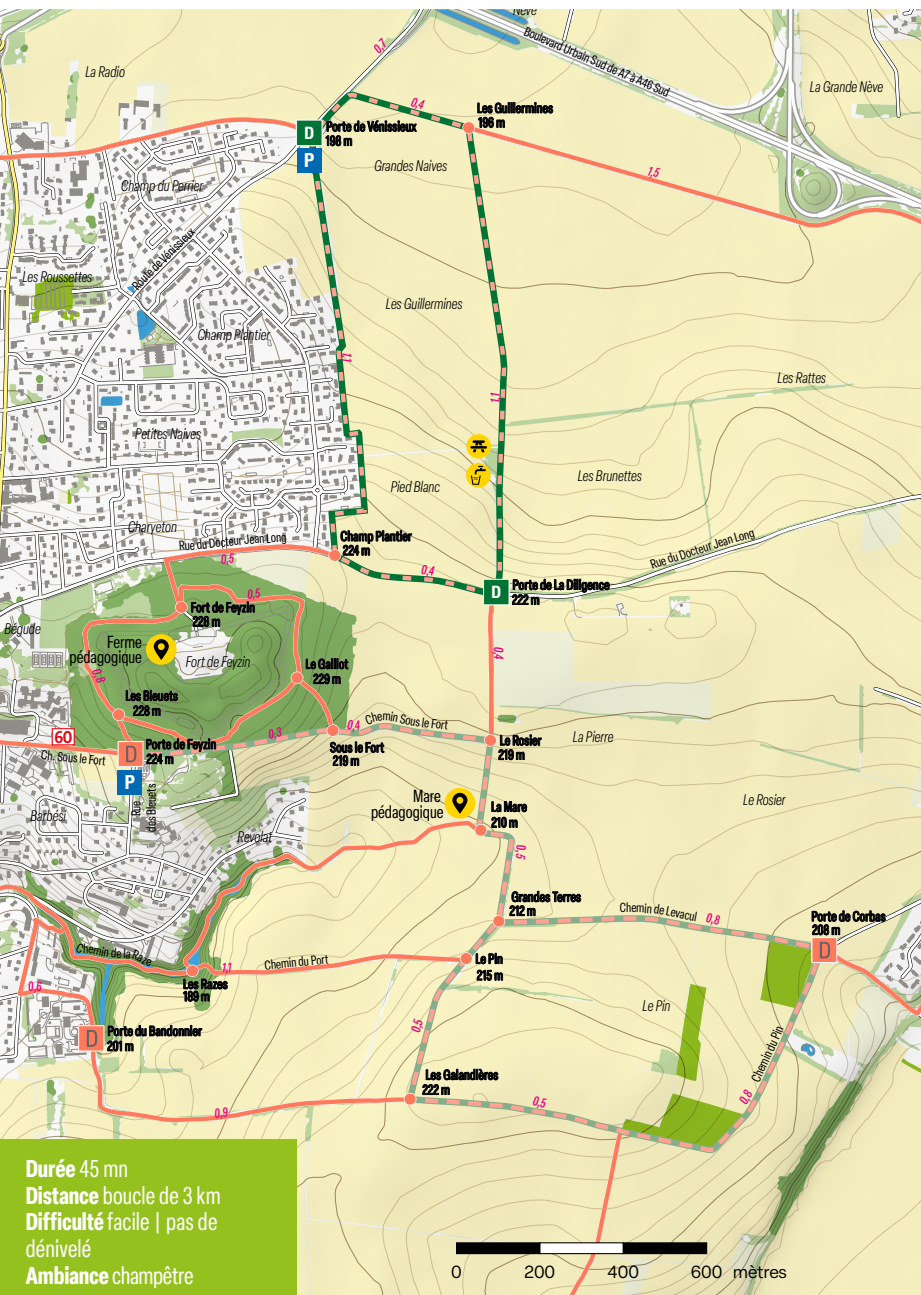 Nève
Boulevard Urbain Sud de A7 à A46 Sud
0,7
La Radio
La Grande Nève
0,4
Les Guillermines
196 m
D
Porte de Vénissieux
198 m
P
Grandes Naives
1,5
Champ du Perrier
Route de Vénissieux
Les Roussettes
Les Guillermines
Champ Plantier
1,1
Les Rattes
1,1
Petites Naives
Les Brunettes
Pied Blanc
Charveton
Rue du Docteur Jean Long
Champ Plantier
224 m
Rue du Docteur Jean Long
0,5
0,4
D
Porte de La Diligence
222 m
0,5
Fort de Feyzin
228 m
Bégude
Ferme
pédagogique
Fort de Feyzin
Le Gaillot
229 m
0,4
0,8
Les Bleuets
228 m
Chemin Sous le Fort
0,4
0,3
60
Ch. Sous le Fort
D
Porte de Feyzin
224 m
Sous le Fort
219 m
Le Rosier
219 m
La Pierre
P
Rue
des Bleuets
Barbèsi
Mare
pédagogique
La Mare
210 m
Le Rosier
Revolat
0,5
Grandes Terres
212 m
Chemin de Levacul
0,8
Porte de Corbas
208 m
D
Chemin de la Raze
Chemin du Port
1,1
Le Pin
215 m
Les Razes
189 m
0,6
Le Pin
0,5
D
Porte du Bandonnier
201 m
Chemin du Pin
Les Galandières
222 m
0,9
0,5
0,8
Durée 45 mn
Distance boucle de 3 km
Difficulté facile | pas de
dénivelé
Ambiance champêtre
0 200 400 600 mètres